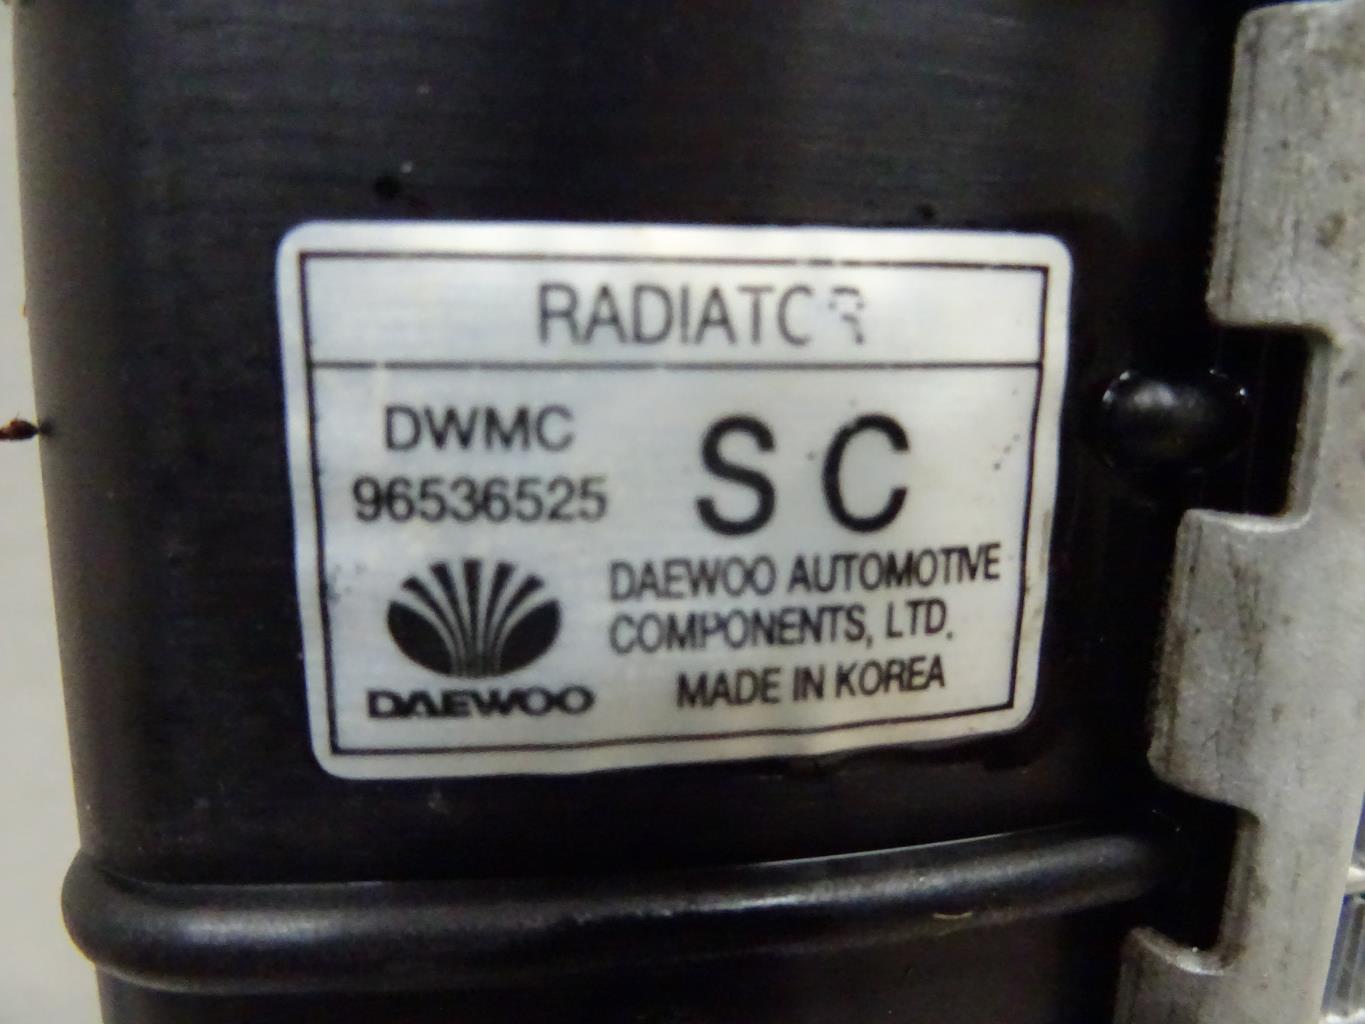 RADIATOR
DWMC
96536525
S C
DAEWOO
DAEWOO AUTOMOTIVE
COMPONENTS, LTD.
MADE IN KOREA